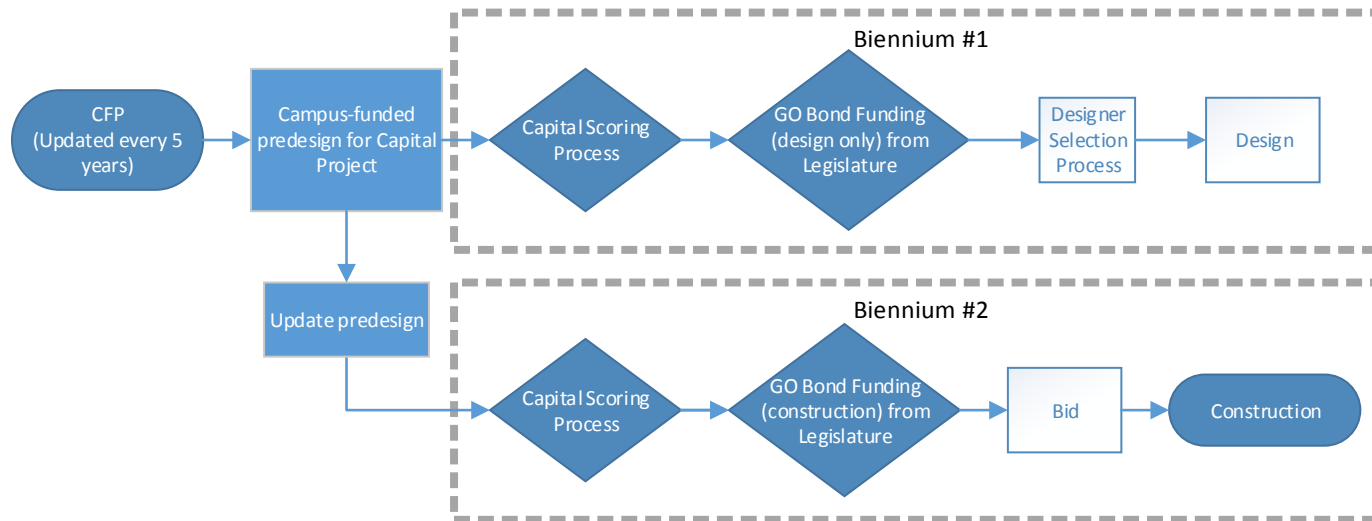 Biennium #1
CFP
(Updated every 5
years)
Campus-funded
predesign for Capital
Project
Capital Scoring
Process
GO Bond Funding
(design only) from
Legislature
Designer
Selection
Process
Design
Update predesign
Biennium #2
Capital Scoring
Process
GO Bond Funding
(construction) from
Legislature
Bid
Construction